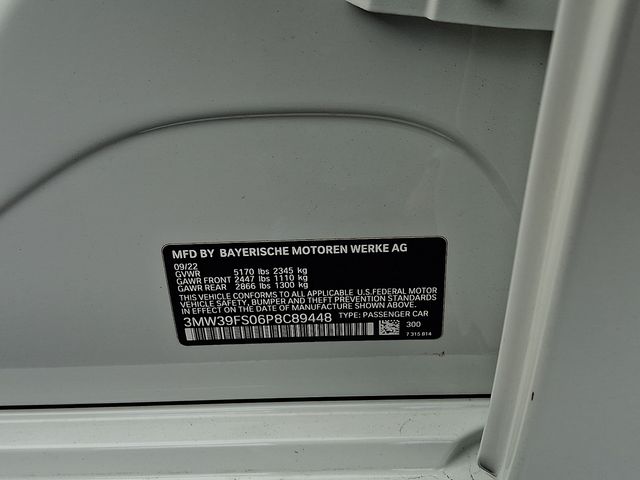 MFD BY BAYERISCHE MOTOREN WERKE AG
09/22
GVWR 5170 lbs 2345 kg
GAWR FRONT 2447 lbs 1110 kg
GAWR REAR 2866 lbs 1300 kg
THIS VEHICLE CONFORMS TO ALL APPLICABLE U.S.FEDERAL MOTOR
VEHICLE SAFETY, BUMPER AND THEFT PREVENTION STANDARDS
IN EFFECT ON THE DATE OF MANUFACTURE SHOWN ABOVE.
3MW39FS06P8C89448 TYPE: PASSENGER CAR
300
7 315 814